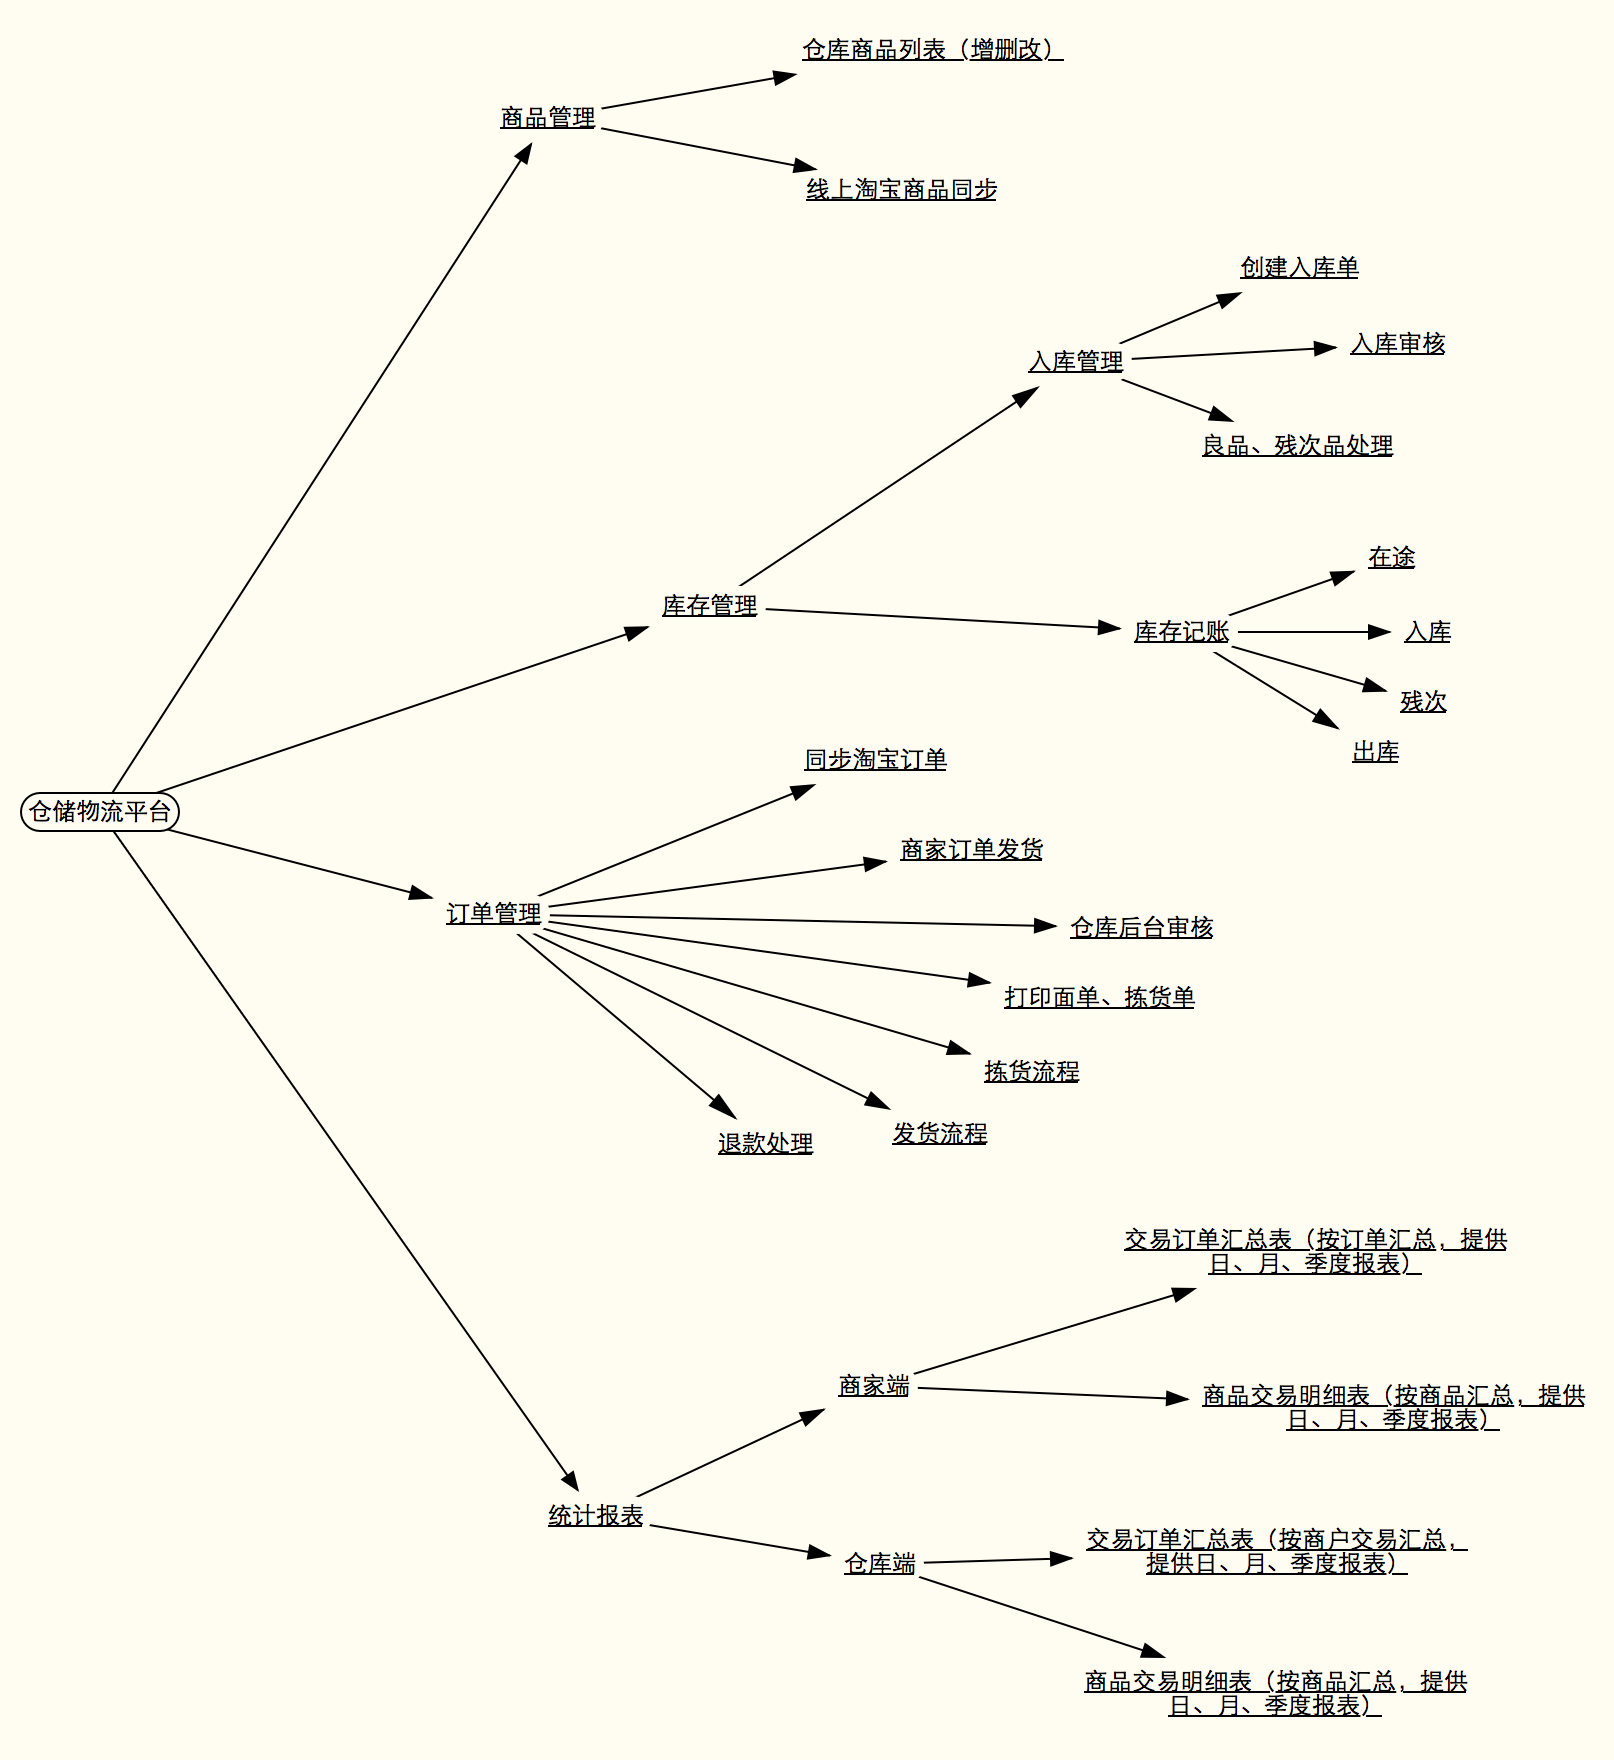 仓库商品列表（增删改）
商品管理
线上淘宝商品同步
创建入库单
入库审核
入库管理
良品、残次品处理
在途
库存管理
库存记账
入库
残次
出库
同步淘宝订单
仓储物流平台
商家订单发货
订单管理
仓库后台审核
打印面单、拣货单
拣货流程
发货流程
退款处理
交易订单汇总表（按订单汇总，提供
日、月、季度报表）
商家端
商品交易明细表（按商品汇总，提供
日、月、季度报表）
统计报表
交易订单汇总表（按商户交易汇总，
提供日、月、季度报表）
仓库端
商品交易明细表（按商品汇总，提供
日、月、季度报表）